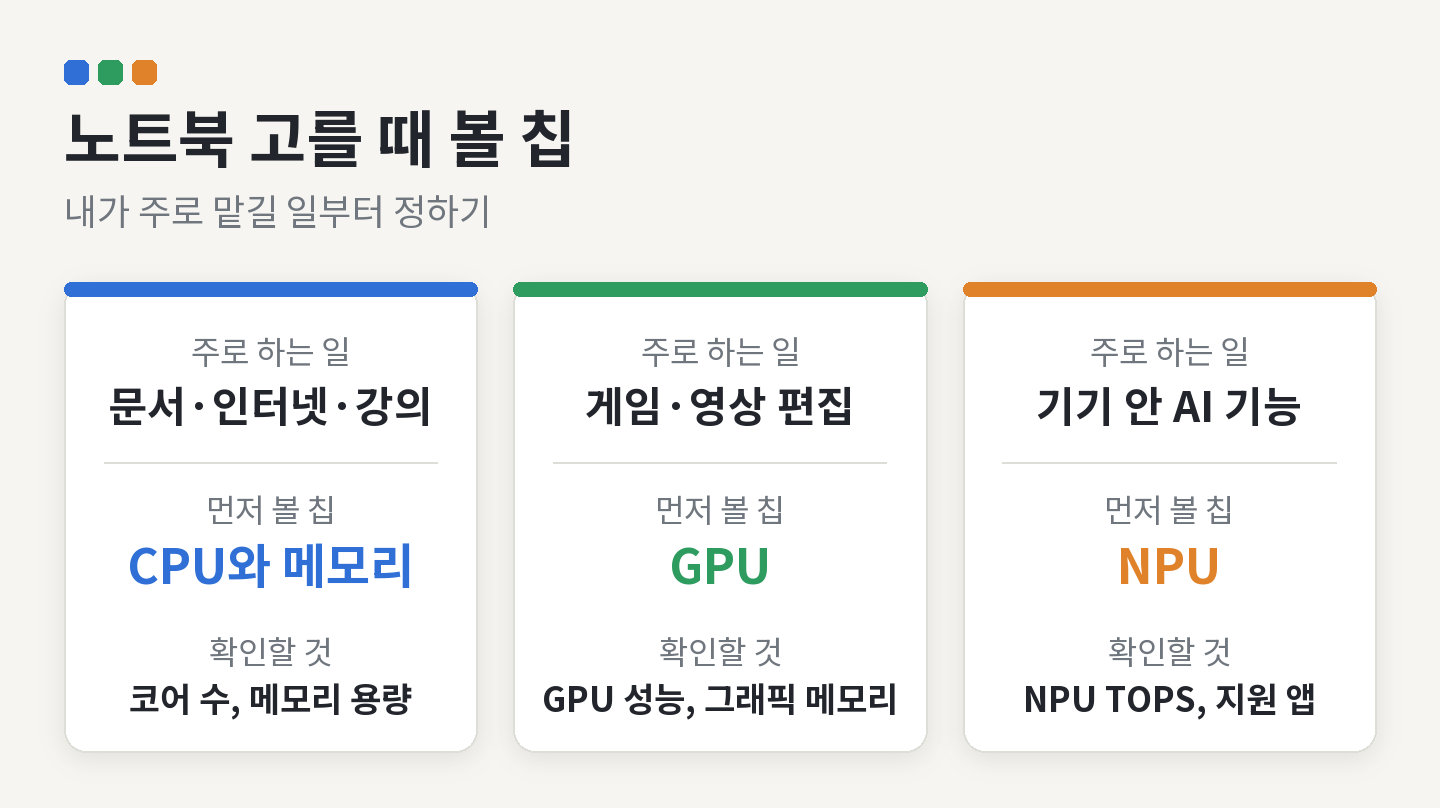 노트북 고를 때 볼 칩
내가 주로 맡길 일부터 정하기
주로 하는 일
문서·인터넷·강의
먼저 볼 칩
CPU와 메모리
확인할 것
코어 수, 메모리 용량
주로 하는 일
게임·영상 편집
먼저 볼 칩
GPU
확인할 것
GPU 성능, 그래픽 메모리
주로 하는 일
기기 안 AI 기능
먼저 볼 칩
NPU
확인할 것
NPU TOPS, 지원 앱